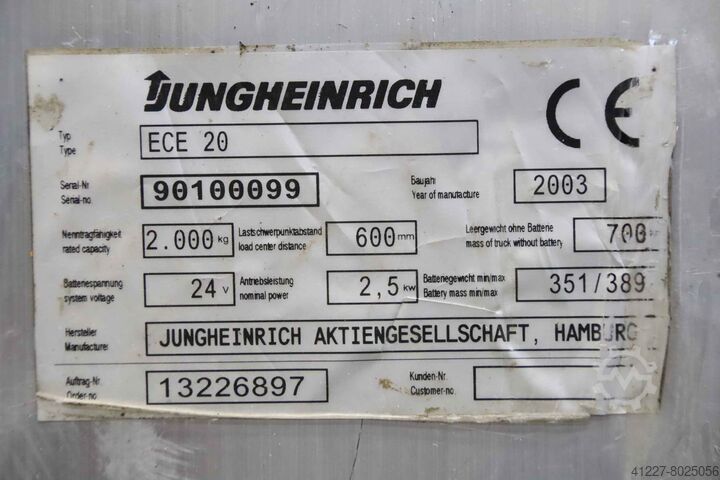 JUNGHEINRICH
CE
Typ
Type
ECE 20
Serial-Nr
Serial-no.
90100099
Baujahr
Year of manufacture
2003
Nenntragfähigkeit
rated capacity
2.000 kg
Lastschwerpunktabstand
load center distance
600 mm
Leergewicht ohne Batterie
mass of truck without battery
700
Batteriespannung
system voltage
24 v
Antriebsleistung
nominal power
2,5 kw
Batteriegewicht min/max
Battery mass min/max
351/389
Hersteller
Manufacturer
JUNGHEINRICH AKTIENGESELLSCHAFT, HAMBURG
Auftrag-Nr
Order-no
13226897
Kunden-Nr
Customer-no.
41227-8025056